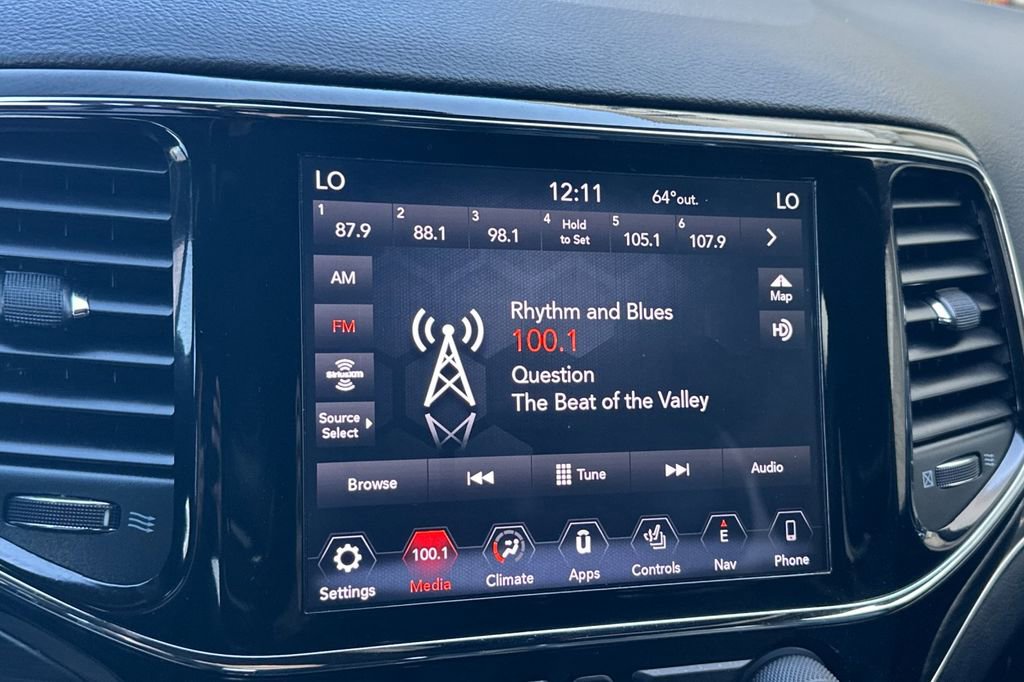 LO 12:11 64°out. LO
1 87.9 2 88.1 3 98.1 4 Hold to Set 5 105.1 6 107.9
AM
FM
SiriusXM
Source
Select
Rhythm and Blues
100.1
Question
The Beat of the Valley
Map
HD
Browse Tune Audio
100.1 E
Settings Media Climate Apps Controls Nav Phone